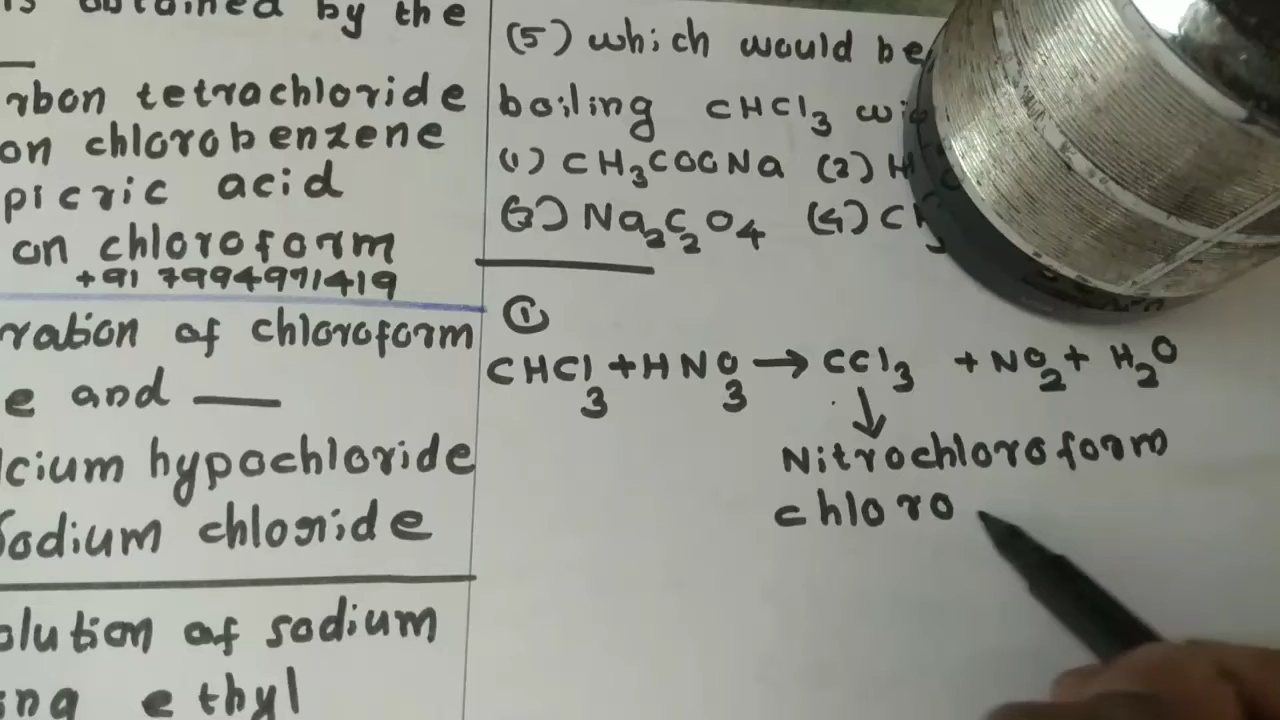 is obtained by the
rbon tetrachloride
on chlorobenzene
picric acid
on chloroform
+91 7994971419
ration of chloroform
e and
lcium hypochloride
Sodium chloride
olution of sodium
ing ethyl
(5) which would be
boiling CHCl3 wi
(1) CH3COONa (2) H
(3) Na2C2O4 (4) C
①
CHCl3 + HNO3 → CCl3 + NO2 + H2O
↓
Nitrochloroform
chloro